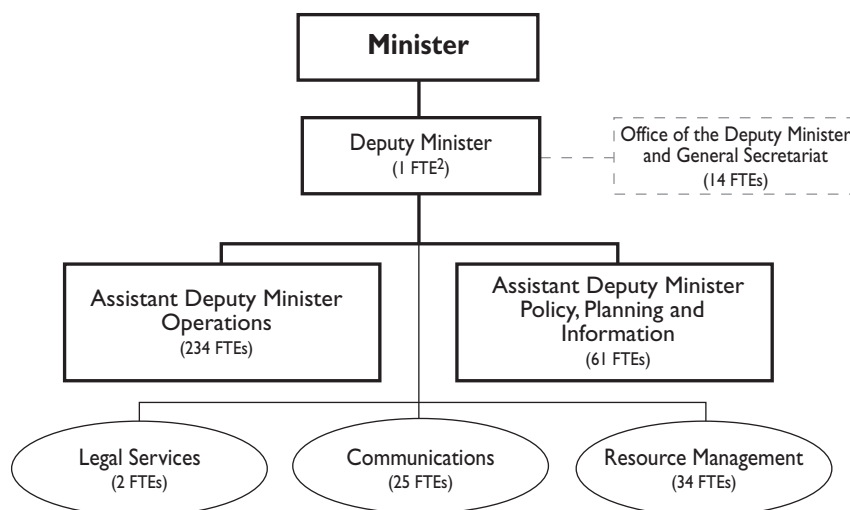 Minister
Deputy Minister
(1 FTE²)
Office of the Deputy Minister
and General Secretariat
(14 FTEs)
Assistant Deputy Minister
Operations
(234 FTEs)
Assistant Deputy Minister
Policy, Planning and
Information
(61 FTEs)
Legal Services
(2 FTEs)
Communications
(25 FTEs)
Resource Management
(34 FTEs)